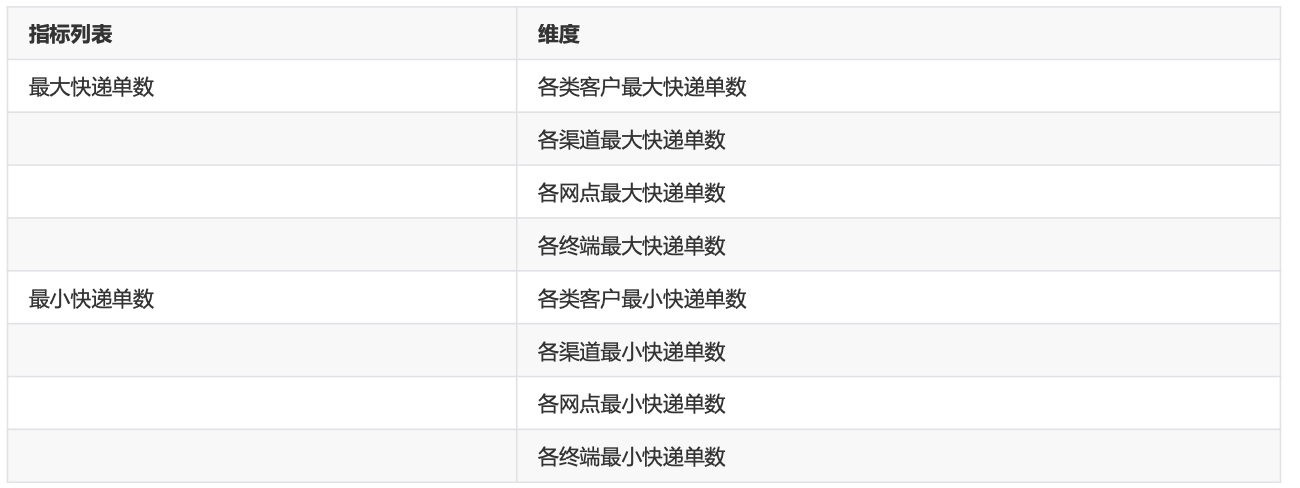 指标列表 维度
最大快递单数 各类客户最大快递单数
各渠道最大快递单数
各网点最大快递单数
各终端最大快递单数
最小快递单数 各类客户最小快递单数
各渠道最小快递单数
各网点最小快递单数
各终端最小快递单数